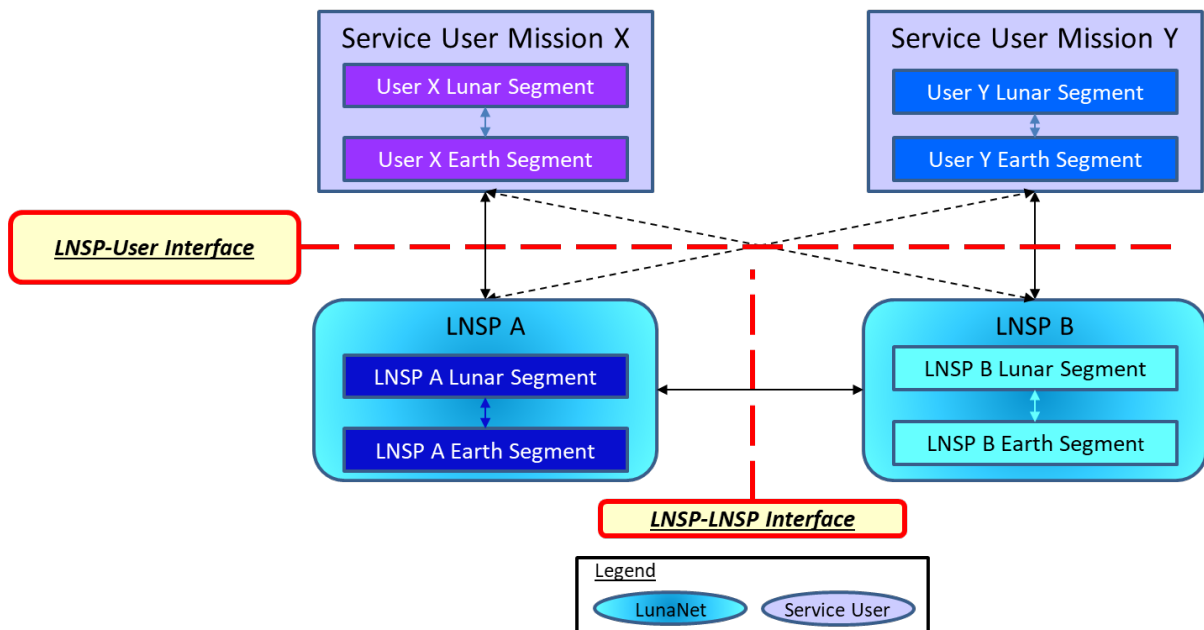 Service User Mission X
User X Lunar Segment
User X Earth Segment
Service User Mission Y
User Y Lunar Segment
User Y Earth Segment
LNSP-User Interface
LNSP A
LNSP A Lunar Segment
LNSP A Earth Segment
LNSP B
LNSP B Lunar Segment
LNSP B Earth Segment
LNSP-LNSP Interface
Legend
LunaNet
Service User